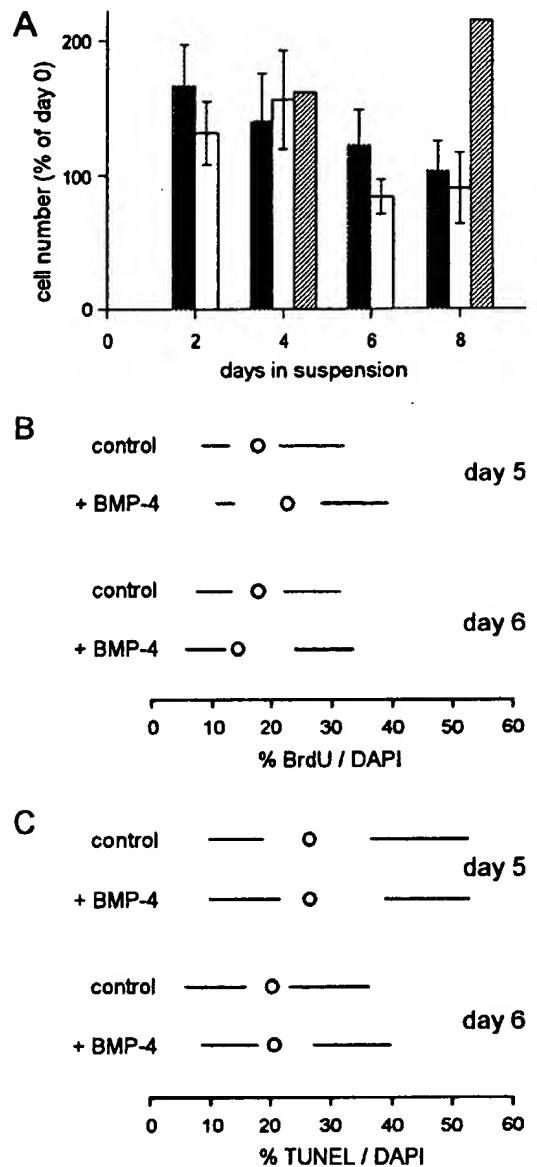 A
cell number (% of day 0)
200
100
0
0 2 4 6 8
days in suspension
B
control
day 5
+ BMP-4
control
day 6
+ BMP-4
0 10 20 30 40 50 60
% BrdU / DAPI
C
control
day 5
+ BMP-4
control
day 6
+ BMP-4
0 10 20 30 40 50 60
% TUNEL / DAPI